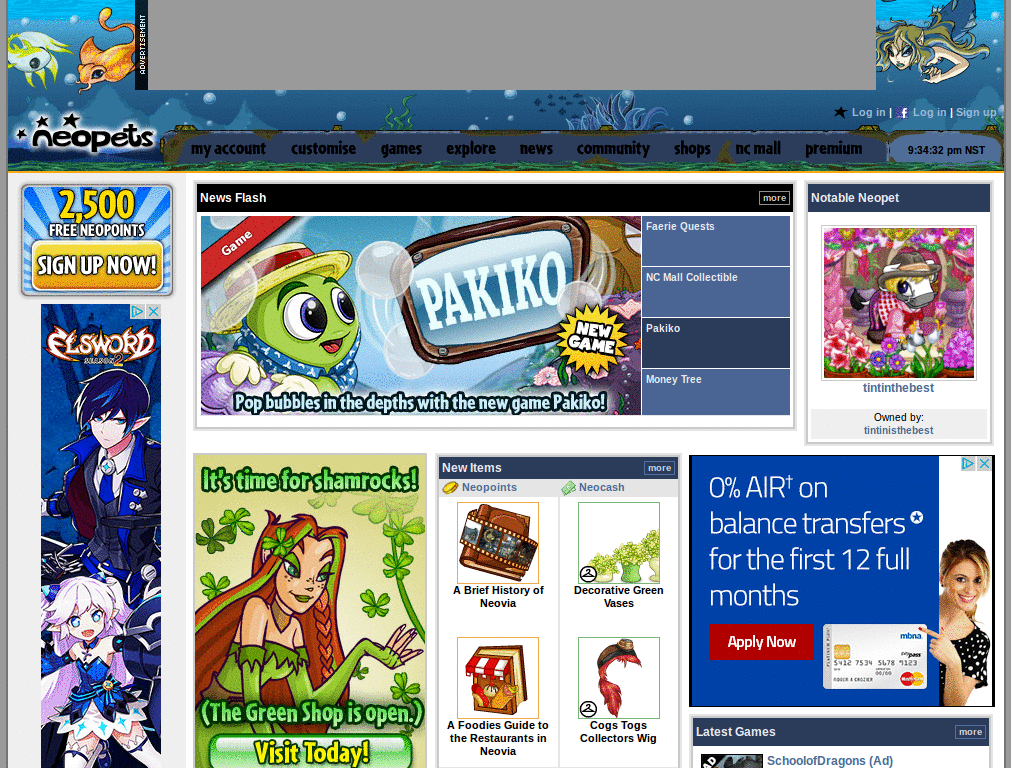 ADVERTISEMENT
Log in | Log in | Sign up
neopets
my account customise games explore news community shops nc mall premium
9:34:32 pm NST
2,500
FREE NEOPOINTS
SIGN UP NOW!
ELSWORD
SEASON 2
News Flash
more
Game
PAKIKO
NEW GAME
Pop bubbles in the depths with the new game Pakiko!
Faerie Quests
NC Mall Collectible
Pakiko
Money Tree
Notable Neopet
tintinthebest
Owned by:
tintinisthebest
It's time for shamrocks!
(The Green Shop is open.)
Visit Today!
New Items
more
Neopoints
Neocash
A Brief History of
Neovia
Decorative Green
Vases
A Foodies Guide to
the Restaurants in
Neovia
Cogs Togs
Collectors Wig
0% AIR† on
balance transfers
for the first 12 full
months
Apply Now
mbna
5412 7534 5678 9123
Latest Games
more
AD
SchoolofDragons (Ad)